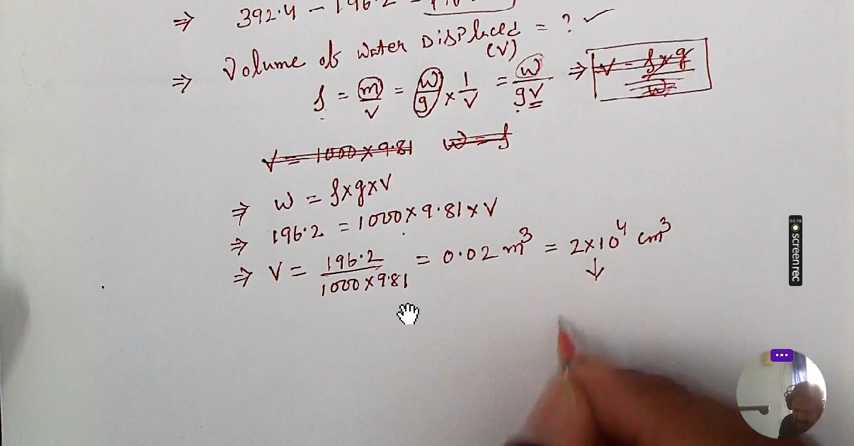 ⇒ 392.4 - 196.2 =
⇒ Volume of Water Displaced = ? ✓
(V)
ρ = m/V = W/g × 1/V = W/gV ⇒ V = ρ×g/W
V = 1000×9.81 W = ρ
⇒ W = ρ×g×V
⇒ 196.2 = 1000×9.81×V
⇒ V = 196.2/1000×9.81 = 0.02 m³ = 2×10⁴ cm³
↓
screenrec